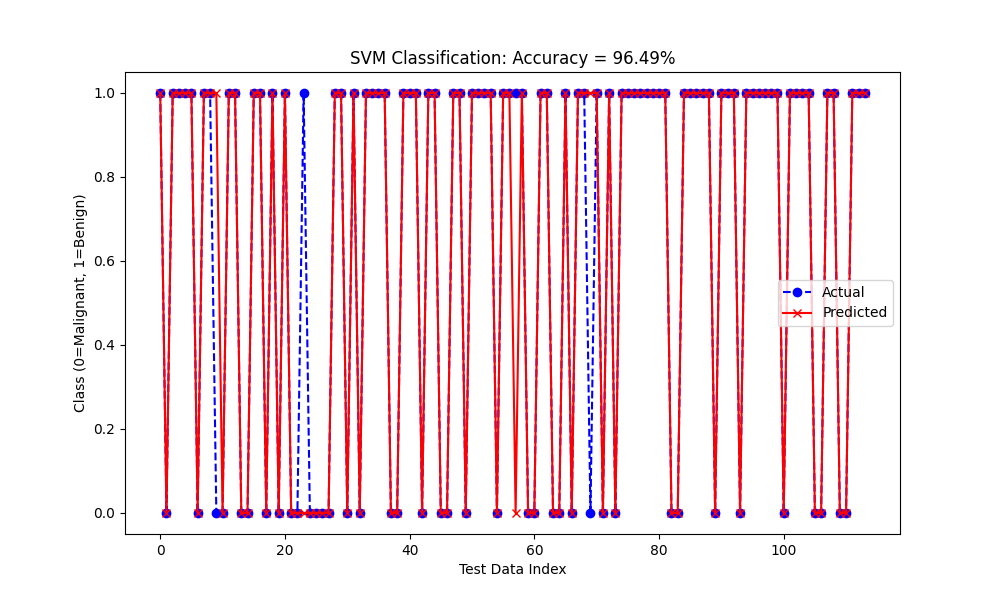 SVM Classification: Accuracy = 96.49%
Class (0=Malignant, 1=Benign)
1.0
0.8
0.6
0.4
0.2
0.0
Actual
Predicted
0 20 40 60 80 100
Test Data Index